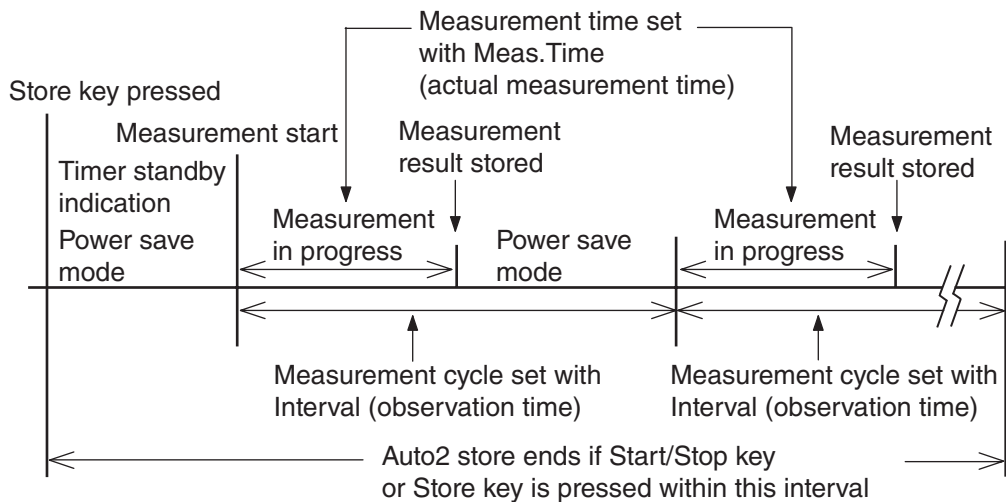 Measurement time set
with Meas.Time
(actual measurement time)
Store key pressed
Measurement start
Measurement
result stored
Measurement
result stored
Timer standby
indication
Power save
mode
Measurement
in progress
Power save
mode
Measurement
in progress
Measurement cycle set with
Interval (observation time)
Measurement cycle set with
Interval (observation time)
Auto2 store ends if Start/Stop key
or Store key is pressed within this interval